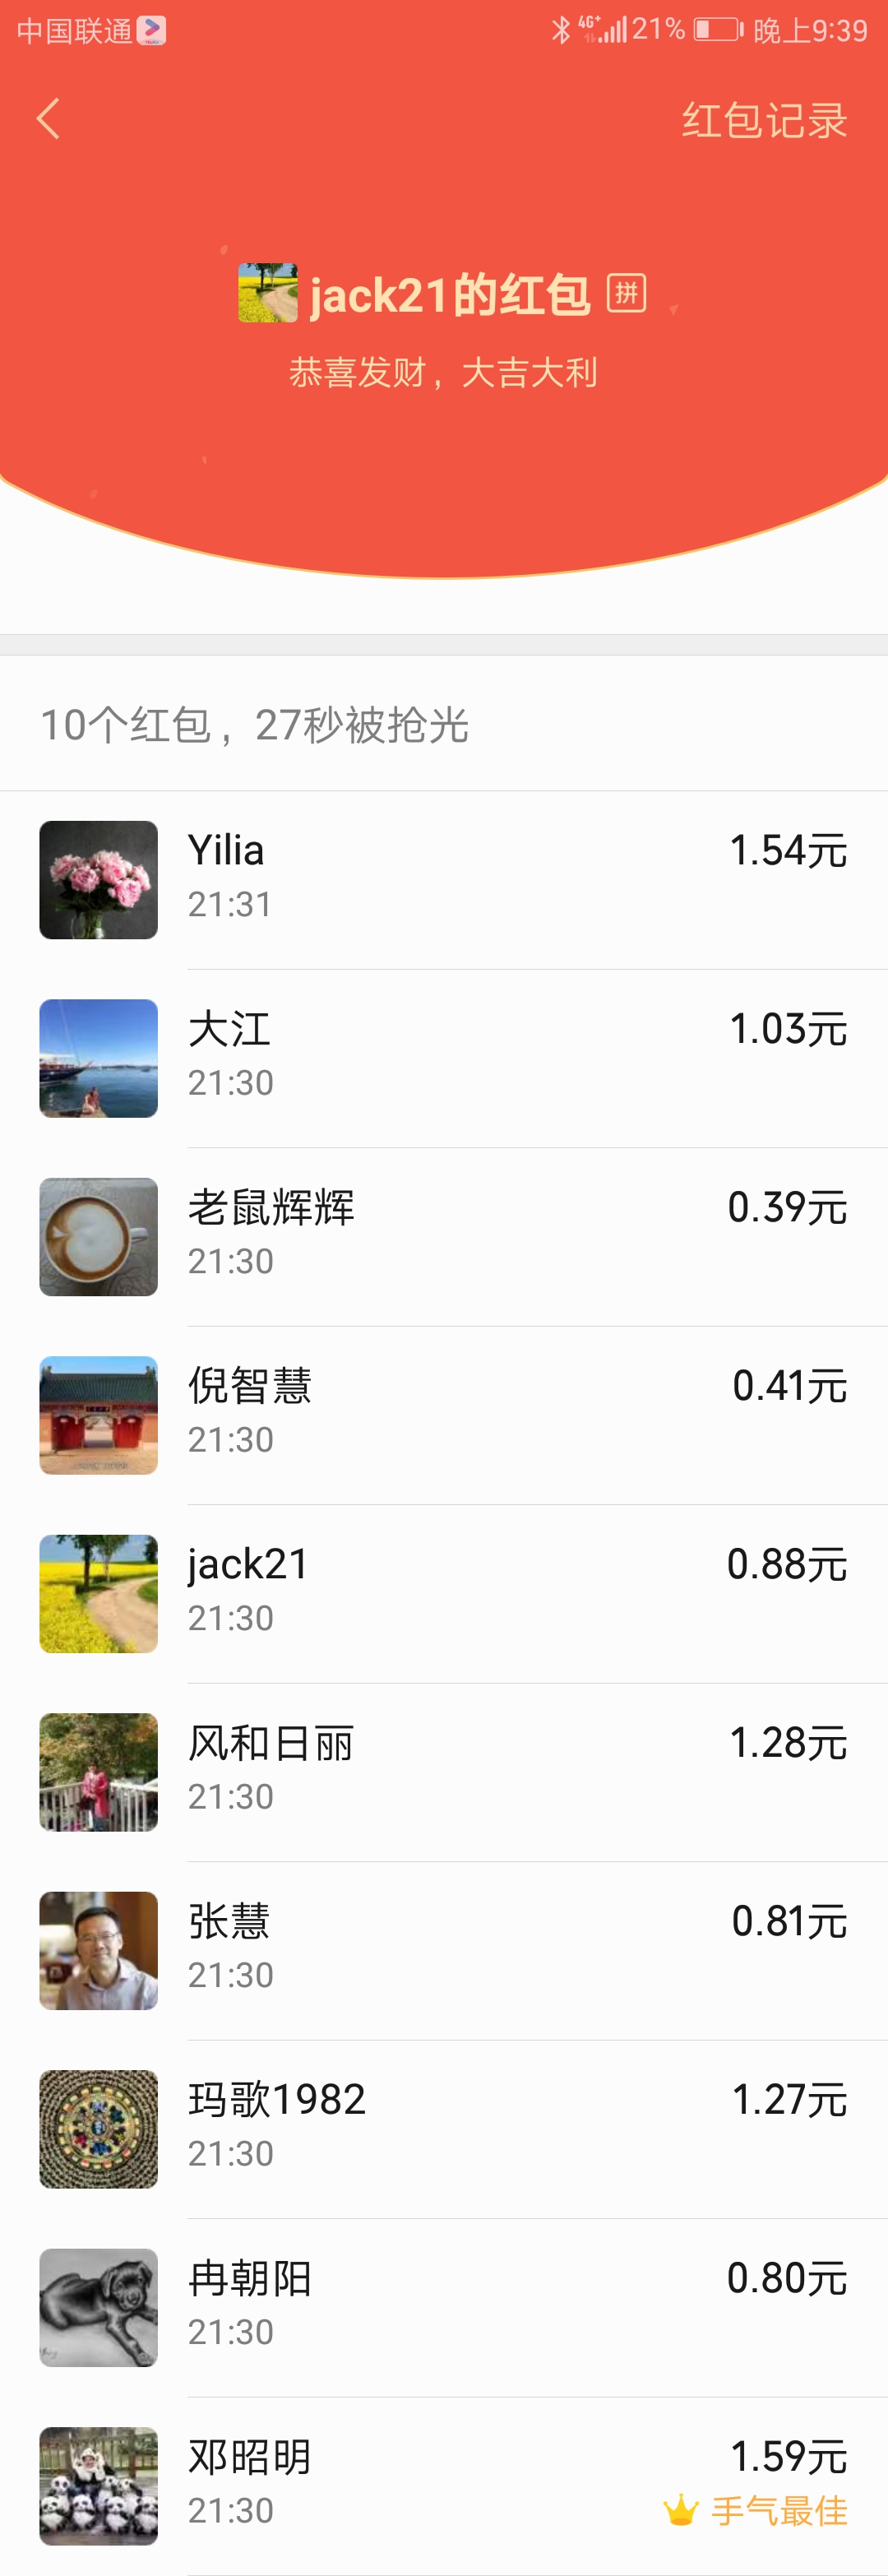 中国联通 4G+ 21% 晚上9:39
红包记录
jack21的红包 拼
恭喜发财，大吉大利
10个红包，27秒被抢光
Yilia 1.54元
21:31
大江 1.03元
21:30
老鼠辉辉 0.39元
21:30
倪智慧 0.41元
21:30
jack21 0.88元
21:30
风和日丽 1.28元
21:30
张慧 0.81元
21:30
玛歌1982 1.27元
21:30
冉朝阳 0.80元
21:30
邓昭明 1.59元
21:30 手气最佳